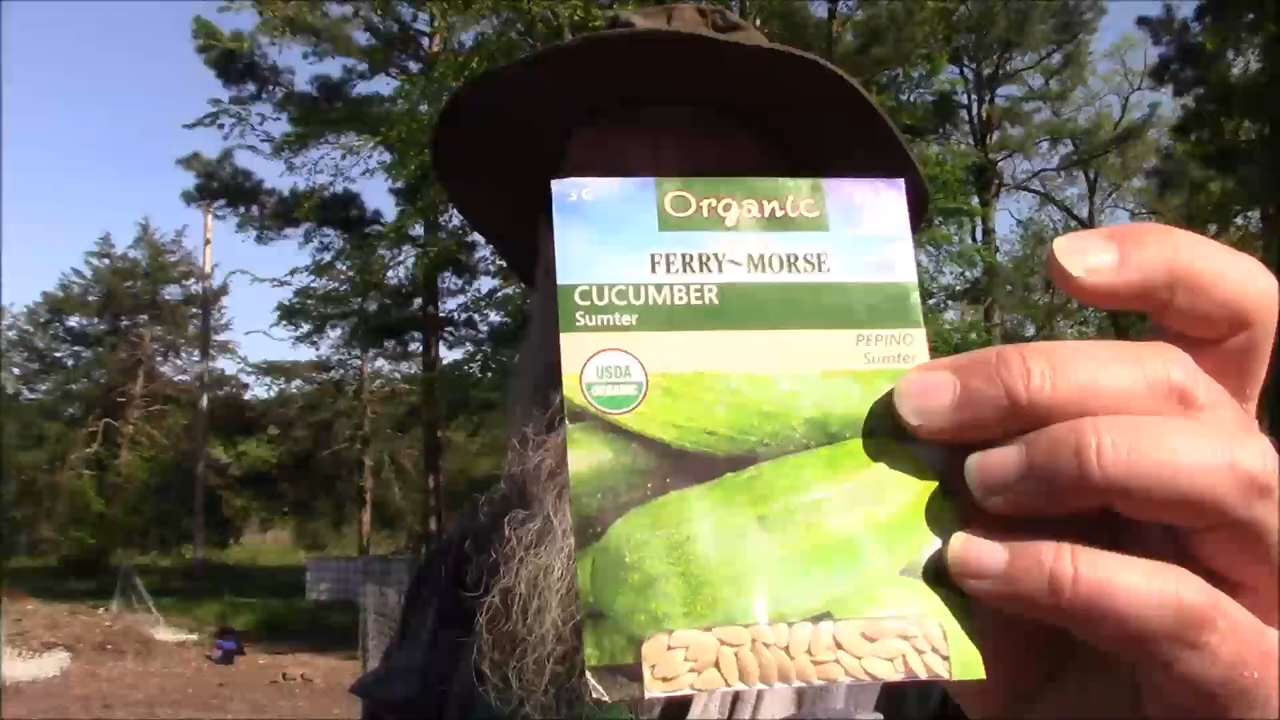 Organic
FERRY~MORSE
CUCUMBER
Sumter
PEPINO
Sumter
USDA
ORGANIC